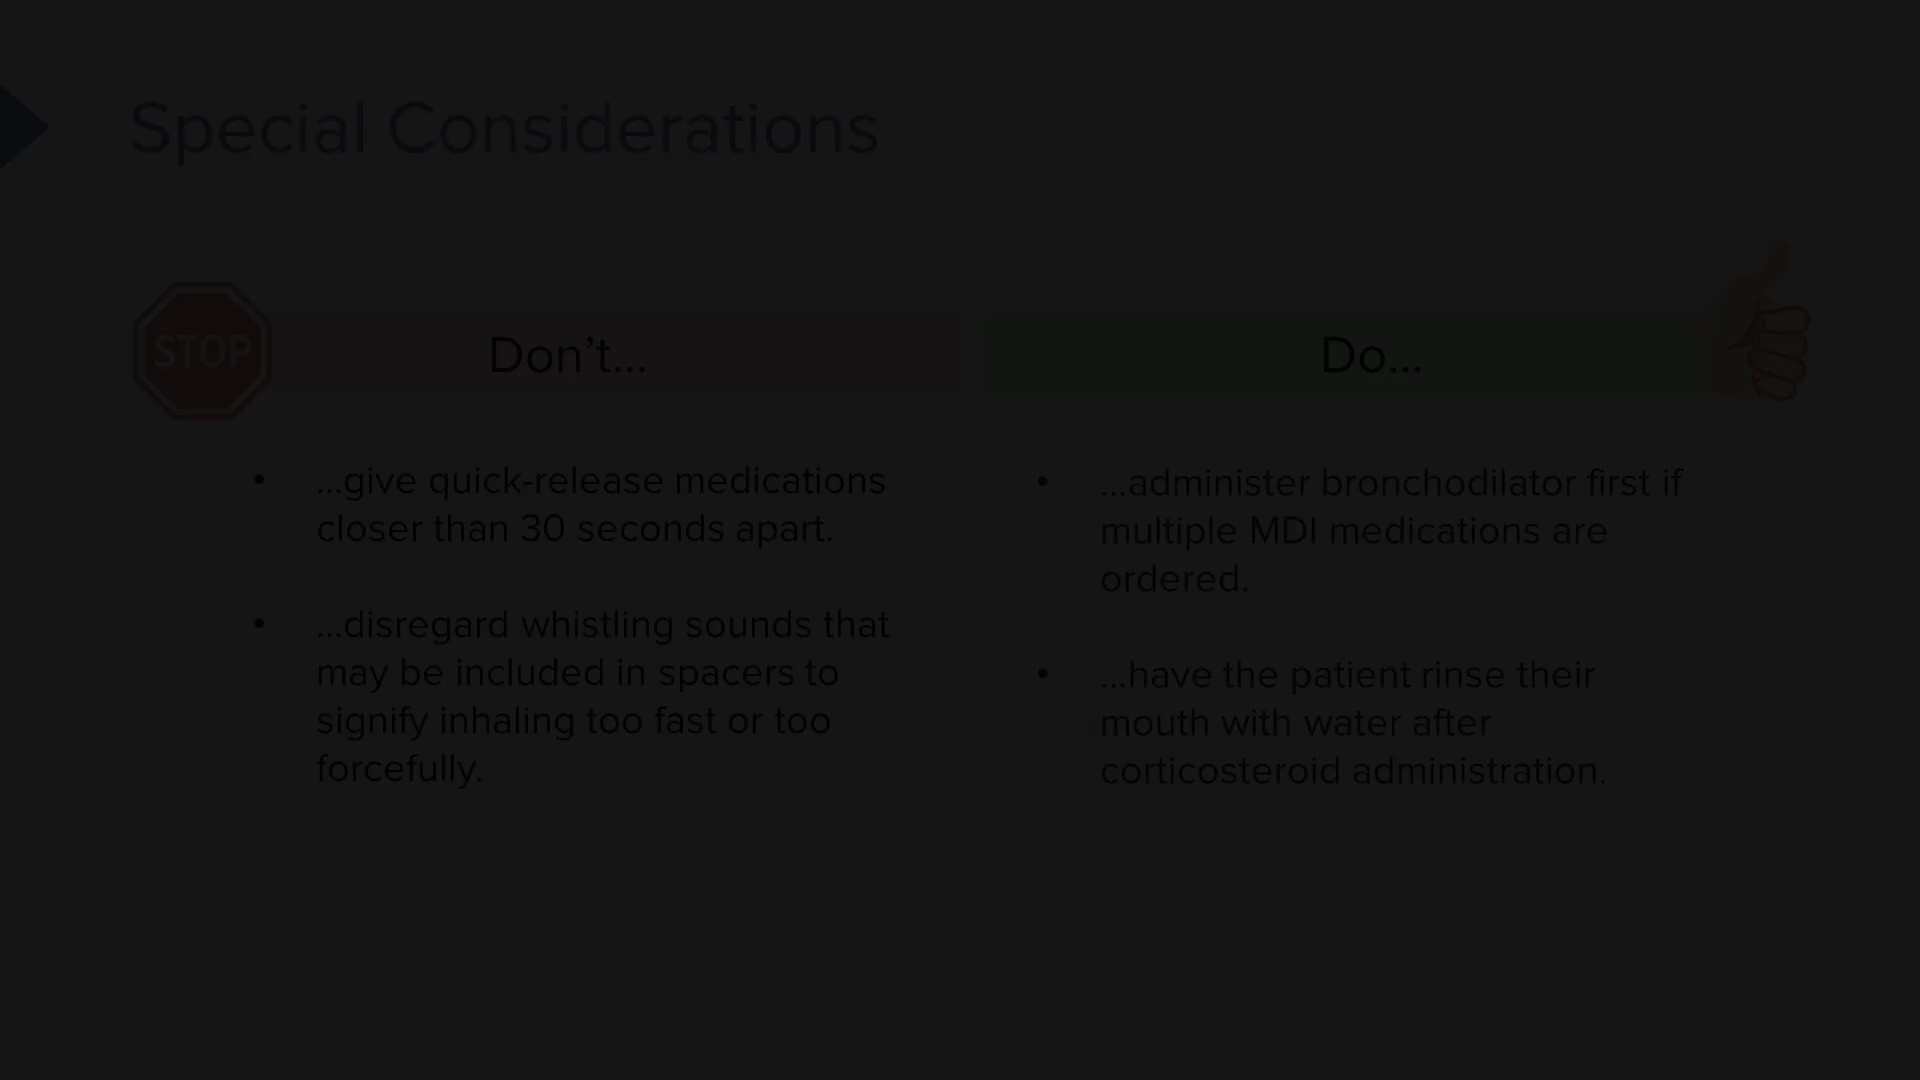 Special Considerations
STOP
Don't...
Do...
• ...give quick-release medications
closer than 30 seconds apart.
• ...disregard whistling sounds that
may be included in spacers to
signify inhaling too fast or too
forcefully.
• ...administer bronchodilator first if
multiple MDI medications are
ordered.
• ...have the patient rinse their
mouth with water after
corticosteroid administration.